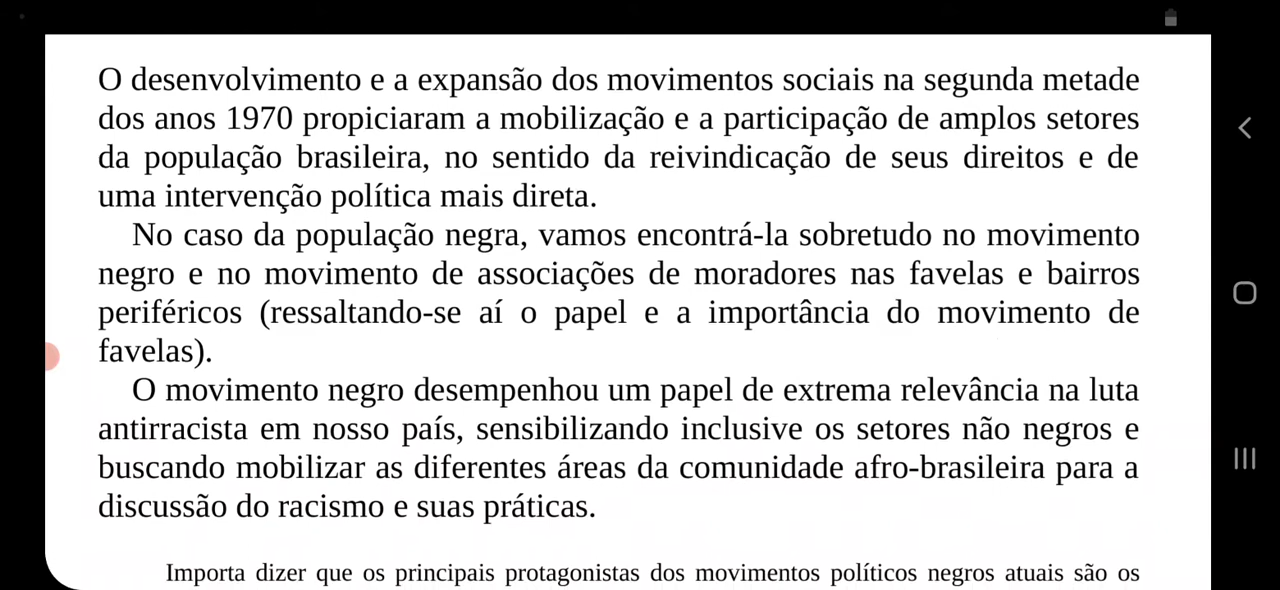 O desenvolvimento e a expansão dos movimentos sociais na segunda metade
dos anos 1970 propiciaram a mobilização e a participação de amplos setores
da população brasileira, no sentido da reivindicação de seus direitos e de
uma intervenção política mais direta.
No caso da população negra, vamos encontrá-la sobretudo no movimento
negro e no movimento de associações de moradores nas favelas e bairros
periféricos (ressaltando-se aí o papel e a importância do movimento de
favelas).
O movimento negro desempenhou um papel de extrema relevância na luta
antirracista em nosso país, sensibilizando inclusive os setores não negros e
buscando mobilizar as diferentes áreas da comunidade afro-brasileira para a
discussão do racismo e suas práticas.
Importa dizer que os principais protagonistas dos movimentos políticos negros atuais são os